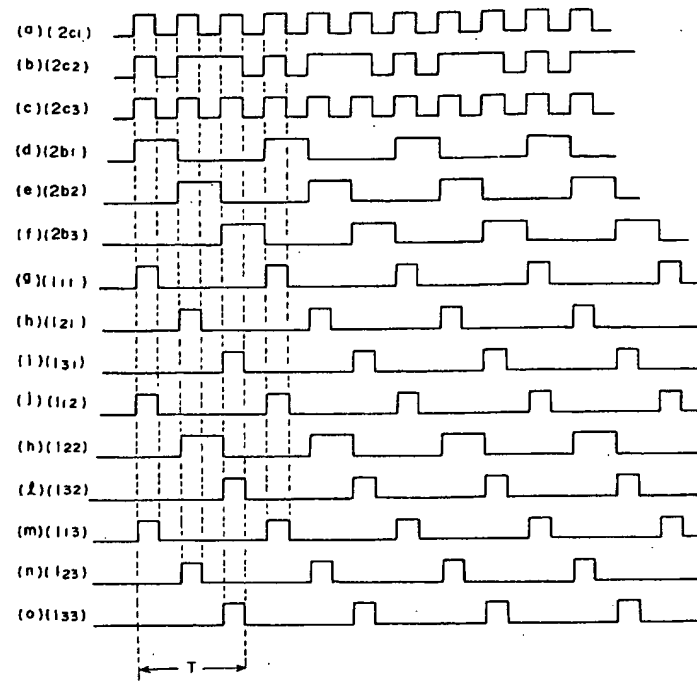 (a)(2c1)
(b)(2c2)
(c)(2c3)
(d)(2b1)
(e)(2b2)
(f)(2b3)
(g)(111)
(h)(121)
(i)(131)
(j)(112)
(h)(122)
(l)(132)
(m)(113)
(n)(123)
(o)(133)
T